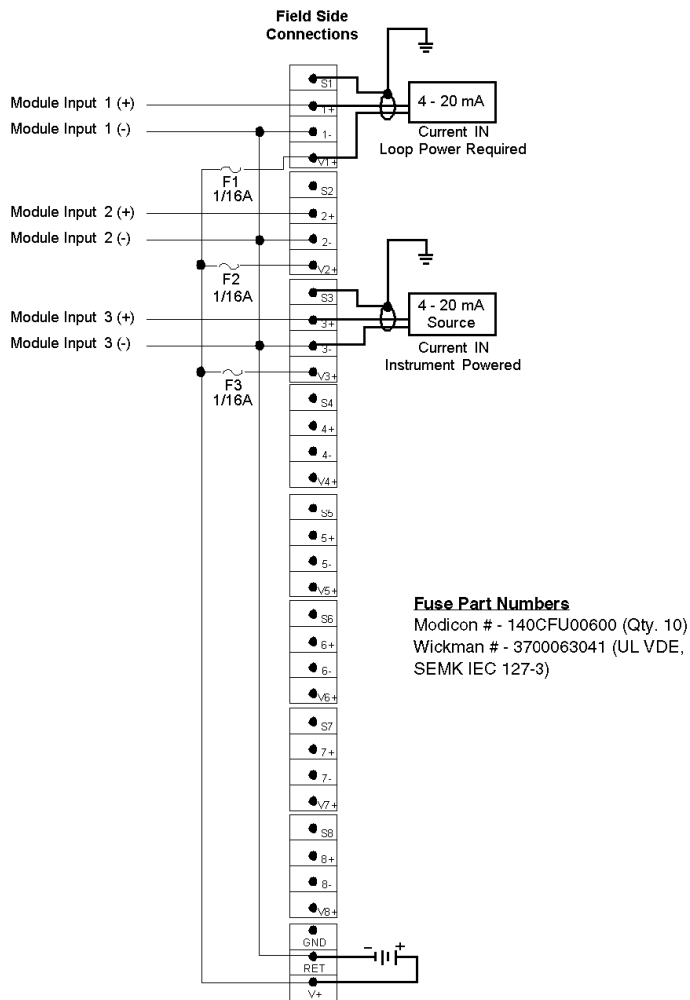 Field Side
Connections
S1
Module Input 1 (+)
1+
4 - 20 mA
Module Input 1 (-)
1-
Current IN
Loop Power Required
V1+
F1
1/16A
S2
Module Input 2 (+)
2+
Module Input 2 (-)
2-
V2+
F2
1/16A
S3
4 - 20 mA
Source
Module Input 3 (+)
3+
Module Input 3 (-)
3-
Current IN
Instrument Powered
V3+
F3
1/16A
S4
4+
4-
V4+
S5
5+
5-
V5+
Fuse Part Numbers
Modicon # - 140CFU00600 (Qty. 10)
Wickman # - 3700063041 (UL VDE,
SEMK IEC 127-3)
S6
6+
6-
V6+
S7
7+
7-
V7+
S8
8+
8-
V8+
GND
- +
RET
V+